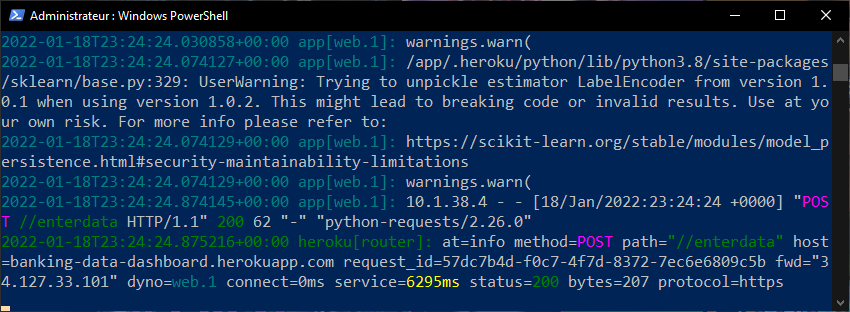 Administrateur : Windows PowerShell
2022-01-18T23:24:24.030858+00:00 app[web.1]: warnings.warn(
2022-01-18T23:24:24.074127+00:00 app[web.1]: /app/.heroku/python/lib/python3.8/site-packages
/sklearn/base.py:329: UserWarning: Trying to unpickle estimator LabelEncoder from version 1.
0.1 when using version 1.0.2. This might lead to breaking code or invalid results. Use at yo
ur own risk. For more info please refer to:
2022-01-18T23:24:24.074129+00:00 app[web.1]: https://scikit-learn.org/stable/modules/model_p
ersistence.html#security-maintainability-limitations
2022-01-18T23:24:24.074129+00:00 app[web.1]: warnings.warn(
2022-01-18T23:24:24.874145+00:00 app[web.1]: 10.1.38.4 - - [18/Jan/2022:23:24:24 +0000] "POS
T //enterdata HTTP/1.1" 200 62 "-" "python-requests/2.26.0"
2022-01-18T23:24:24.875216+00:00 heroku[router]: at=info method=POST path="//enterdata" host
=banking-data-dashboard.herokuapp.com request_id=57dc7b4d-f0c7-4f7d-8372-7ec6e6809c5b fwd="3
4.127.33.101" dyno=web.1 connect=0ms service=6295ms status=200 bytes=207 protocol=https